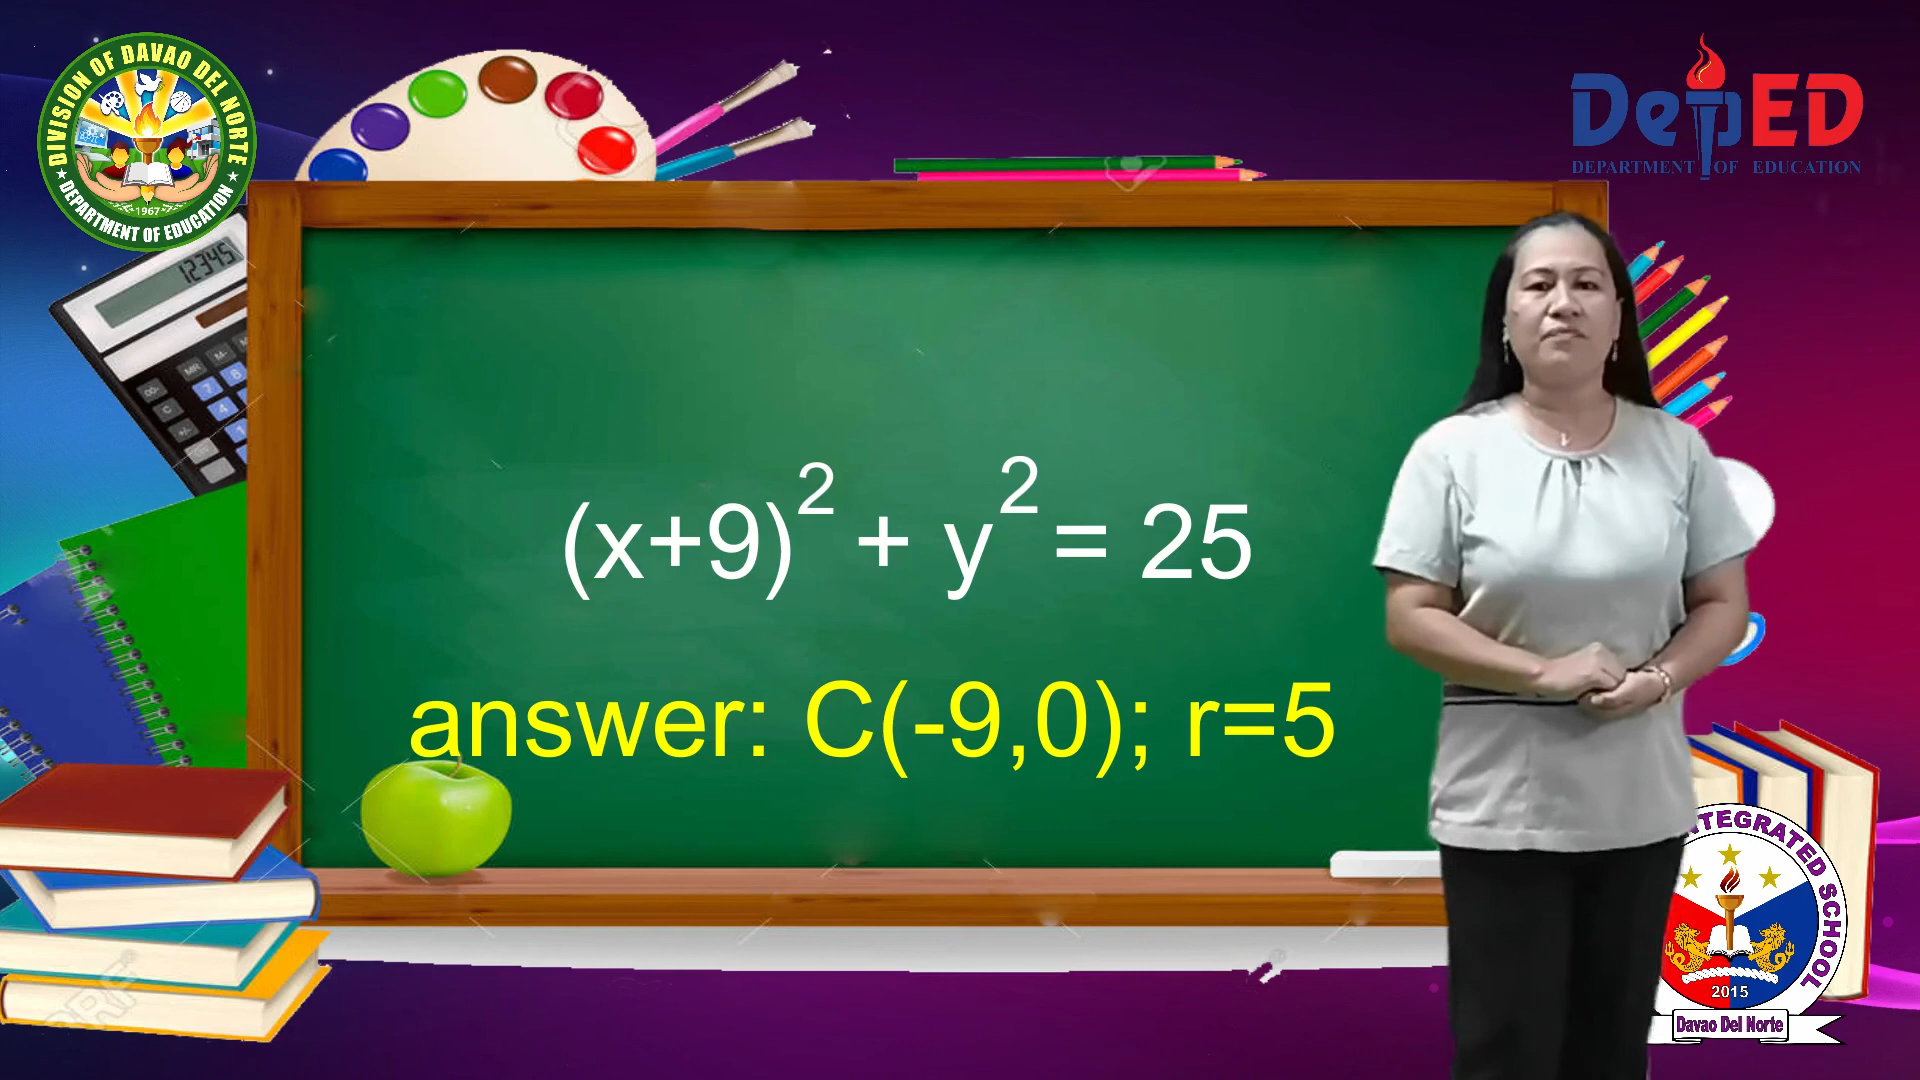 DIVISION OF DAVAO DEL NORTE
★ DEPARTMENT OF EDUCATION ★
1967
DepED
DEPARTMENT OF EDUCATION
12345
(x+9)² + y² = 25
answer: C(-9,0); r=5
INTEGRATED SCHOOL
2015
Davao Del Norte